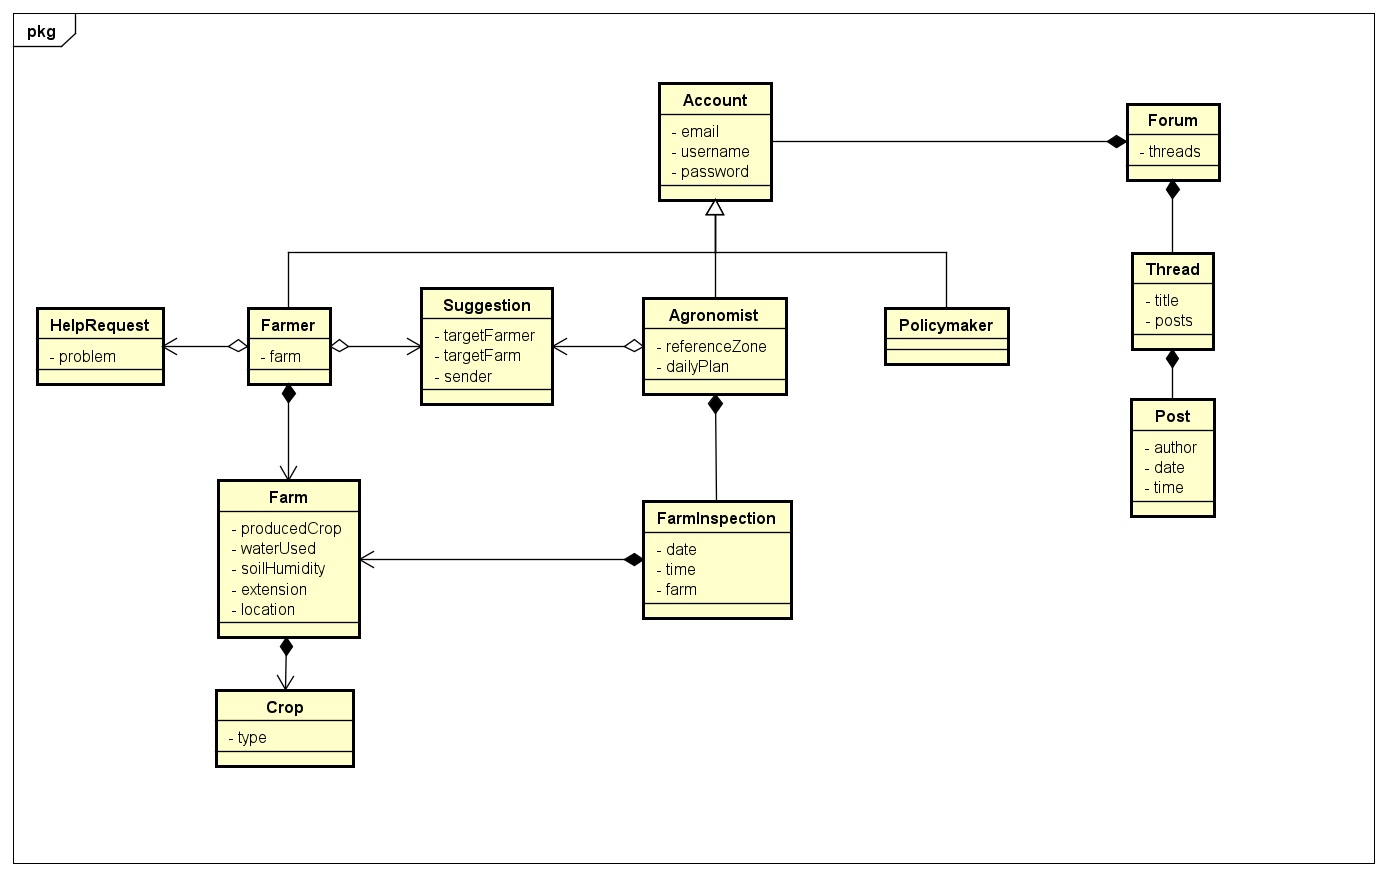 pkg
Account
- email
- username
- password
Forum
- threads
Thread
- title
- posts
HelpRequest
- problem
Farmer
- farm
Suggestion
- targetFarmer
- targetFarm
- sender
Agronomist
- referenceZone
- dailyPlan
Policymaker
Post
- author
- date
- time
Farm
- producedCrop
- waterUsed
- soilHumidity
- extension
- location
FarmInspection
- date
- time
- farm
Crop
- type